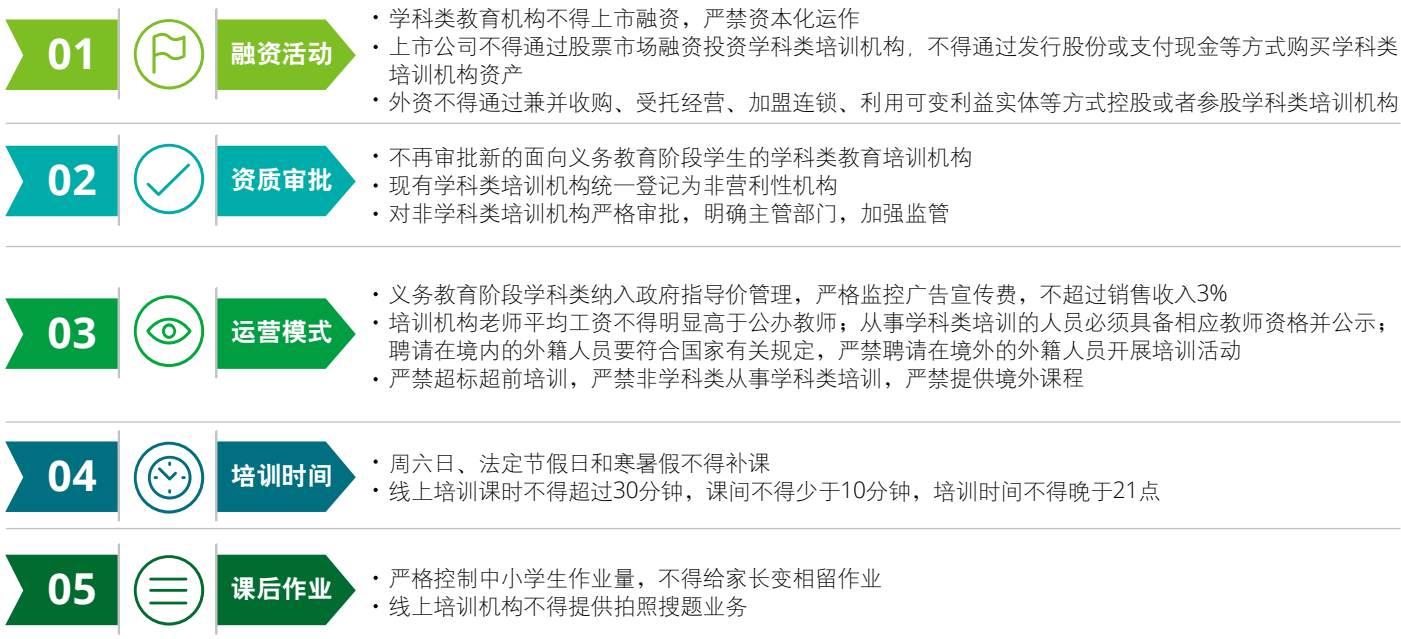 01
融资活动
· 学科类教育机构不得上市融资，严禁资本化运作
· 上市公司不得通过股票市场融资投资学科类培训机构，不得通过发行股份或支付现金等方式购买学科类
培训机构资产
· 外资不得通过兼并收购、受托经营、加盟连锁、利用可变利益实体等方式控股或者参股学科类培训机构
02
资质审批
· 不再审批新的面向义务教育阶段学生的学科类教育培训机构
· 现有学科类培训机构统一登记为非营利性机构
· 对非学科类培训机构严格审批，明确主管部门，加强监管
03
运营模式
· 义务教育阶段学科类纳入政府指导价管理，严格监控广告宣传费，不超过销售收入3%
· 培训机构老师平均工资不得明显高于公办教师；从事学科类培训的人员必须具备相应教师资格并公示；
聘请在境内的外籍人员要符合国家有关规定，严禁聘请在境外的外籍人员开展培训活动
· 严禁超标超前培训，严禁非学科类从事学科类培训，严禁提供境外课程
04
培训时间
· 周六日、法定节假日和寒暑假不得补课
· 线上培训课时不得超过30分钟，课间不得少于10分钟，培训时间不得晚于21点
05
课后作业
· 严格控制中小学生作业量，不得给家长变相留作业
· 线上培训机构不得提供拍照搜题业务